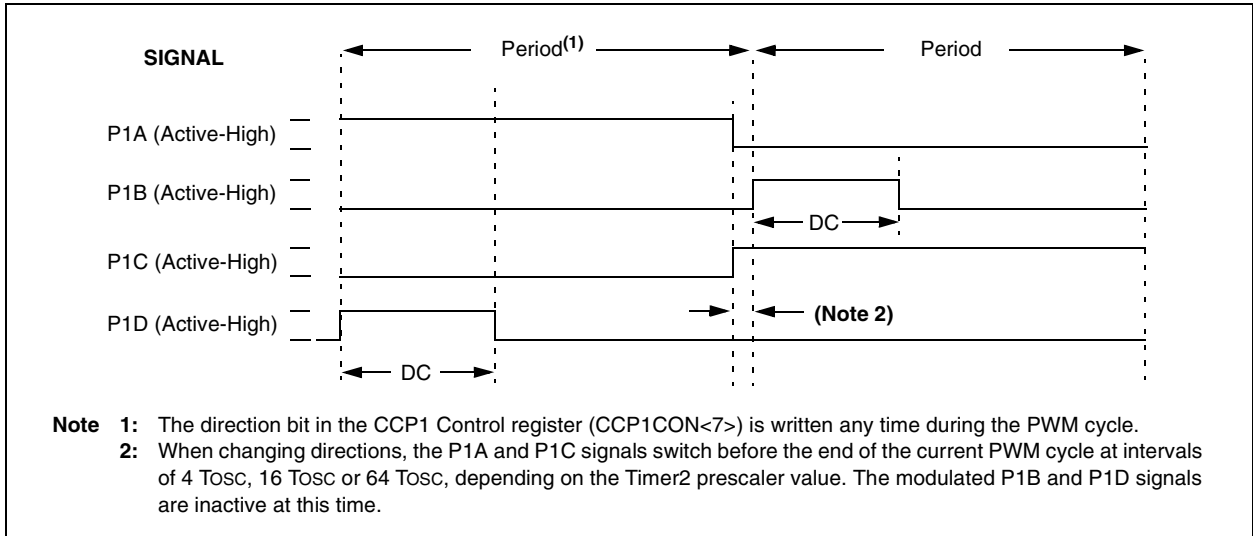 SIGNAL
Period(1)
Period
P1A (Active-High)
P1B (Active-High)
DC
P1C (Active-High)
P1D (Active-High)
(Note 2)
DC
Note 1: The direction bit in the CCP1 Control register (CCP1CON<7>) is written any time during the PWM cycle.
2: When changing directions, the P1A and P1C signals switch before the end of the current PWM cycle at intervals
of 4 TOSC, 16 TOSC or 64 TOSC, depending on the Timer2 prescaler value. The modulated P1B and P1D signals
are inactive at this time.